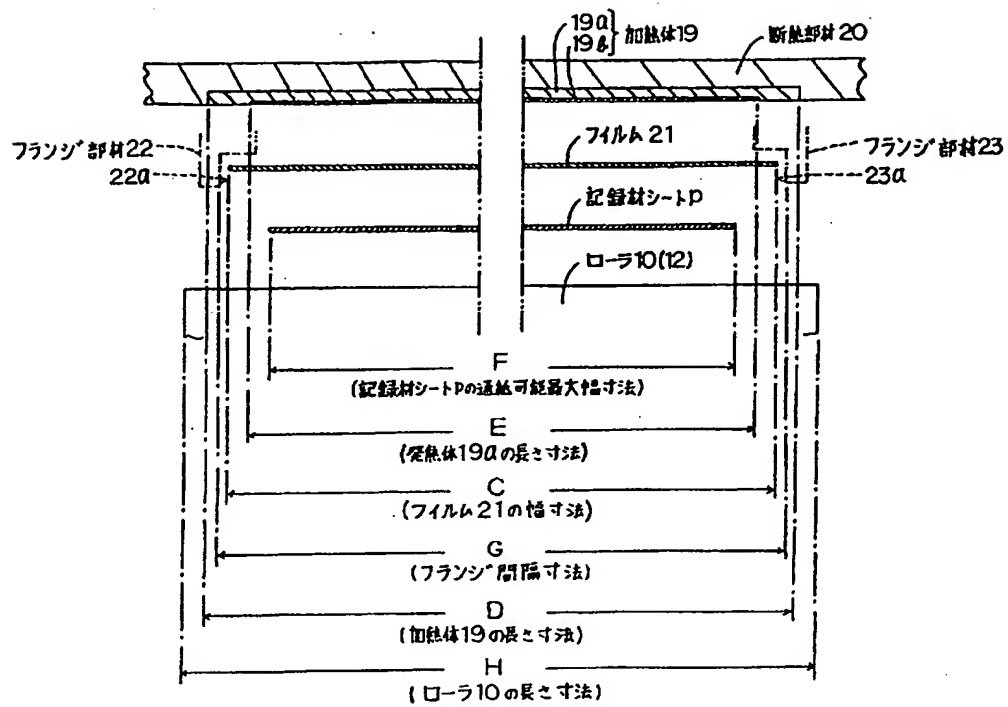 19a
19b
加熱体19
断熱部材20
フランジ部材22
22a
フィルム21
フランジ部材23
23a
記録材シートP
ローラ10(12)
F
(記録材シートPの通紙可能最大幅寸法)
E
(発熱体19aの長さ寸法)
C
(フィルム21の幅寸法)
G
(フランジ間隔寸法)
D
(加熱体19の長さ寸法)
H
(ローラ10の長さ寸法)